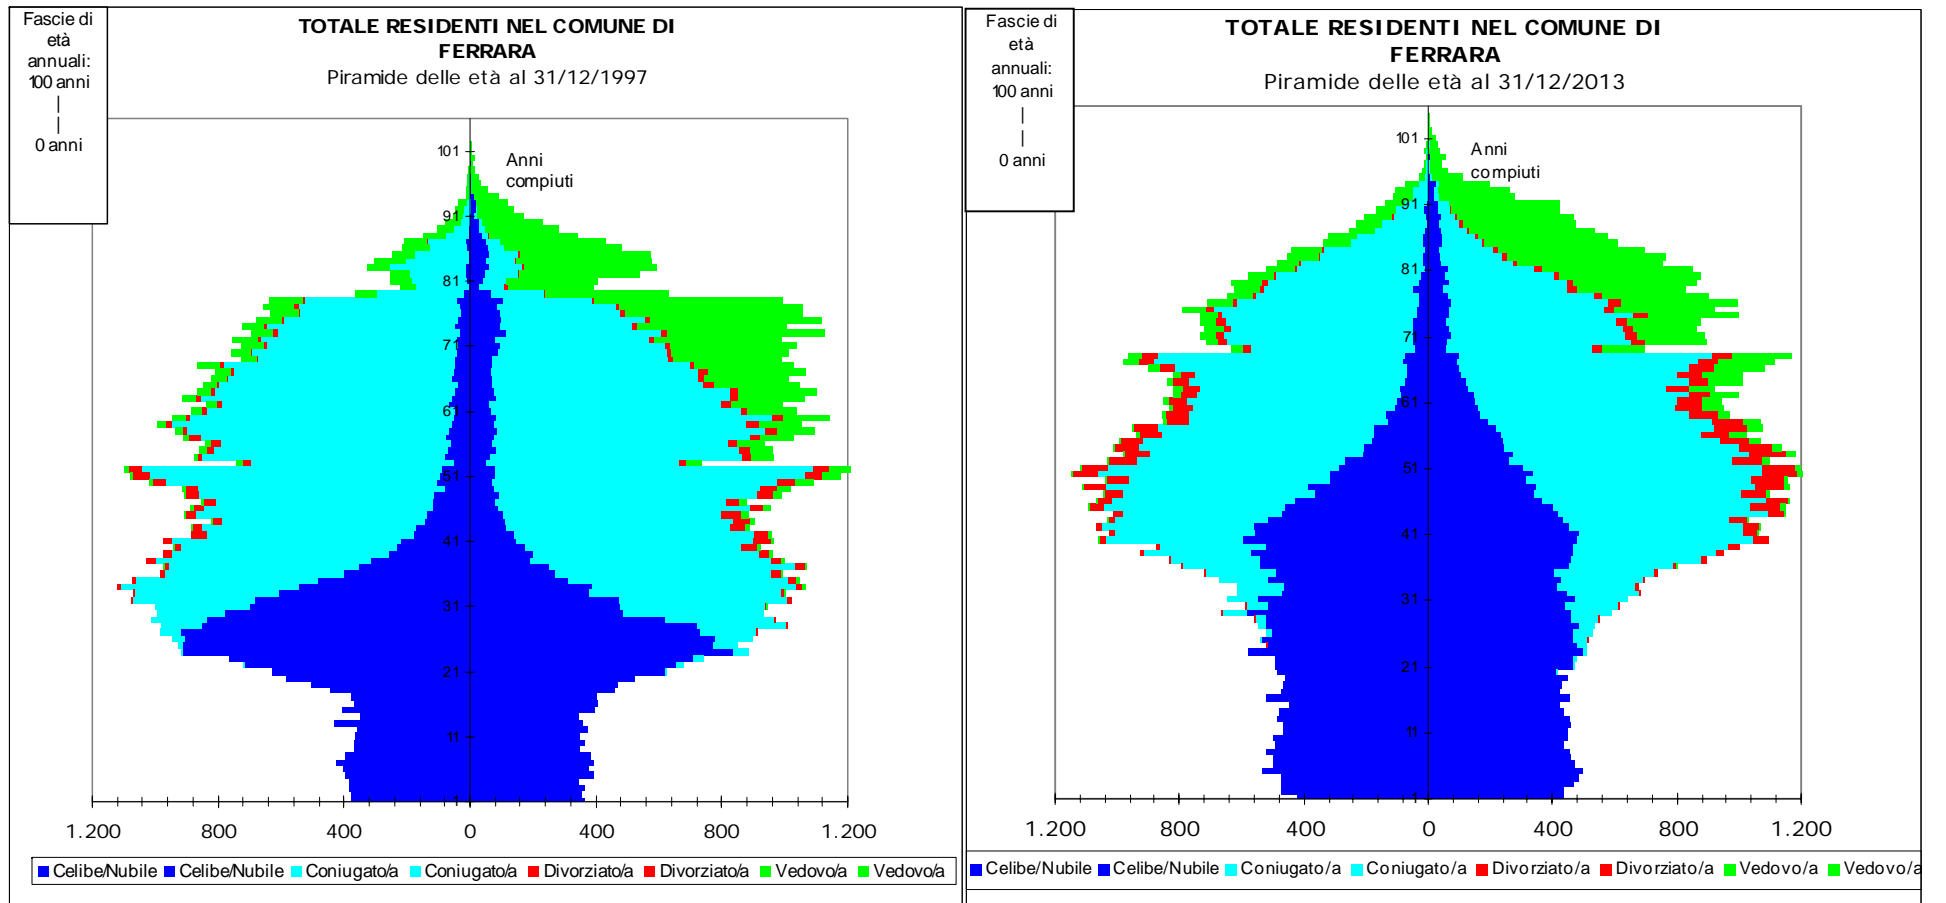 Fascie di
età
annuali:
100 anni
|
|
0 anni
TOTALE RESIDENTI NEL COMUNE DI
FERRARA
Piramide delle età al 31/12/1997
Anni
compiuti
101
91
81
71
61
51
41
31
21
11
1.200 800 400 0 400 800 1.200
Celibe/Nubile Celibe/Nubile Coniugato/a Coniugato/a Divorziato/a Divorziato/a Vedovo/a Vedovo/a
Fascie di
età
annuali:
100 anni
|
|
0 anni
TOTALE RESIDENTI NEL COMUNE DI
FERRARA
Piramide delle età al 31/12/2013
Anni
compiuti
101
91
81
71
61
51
41
31
21
11
1.200 800 400 0 400 800 1.200
Celibe/Nubile Celibe/Nubile Coniugato/a Coniugato/a Divorziato/a Divorziato/a Vedovo/a Vedovo/a